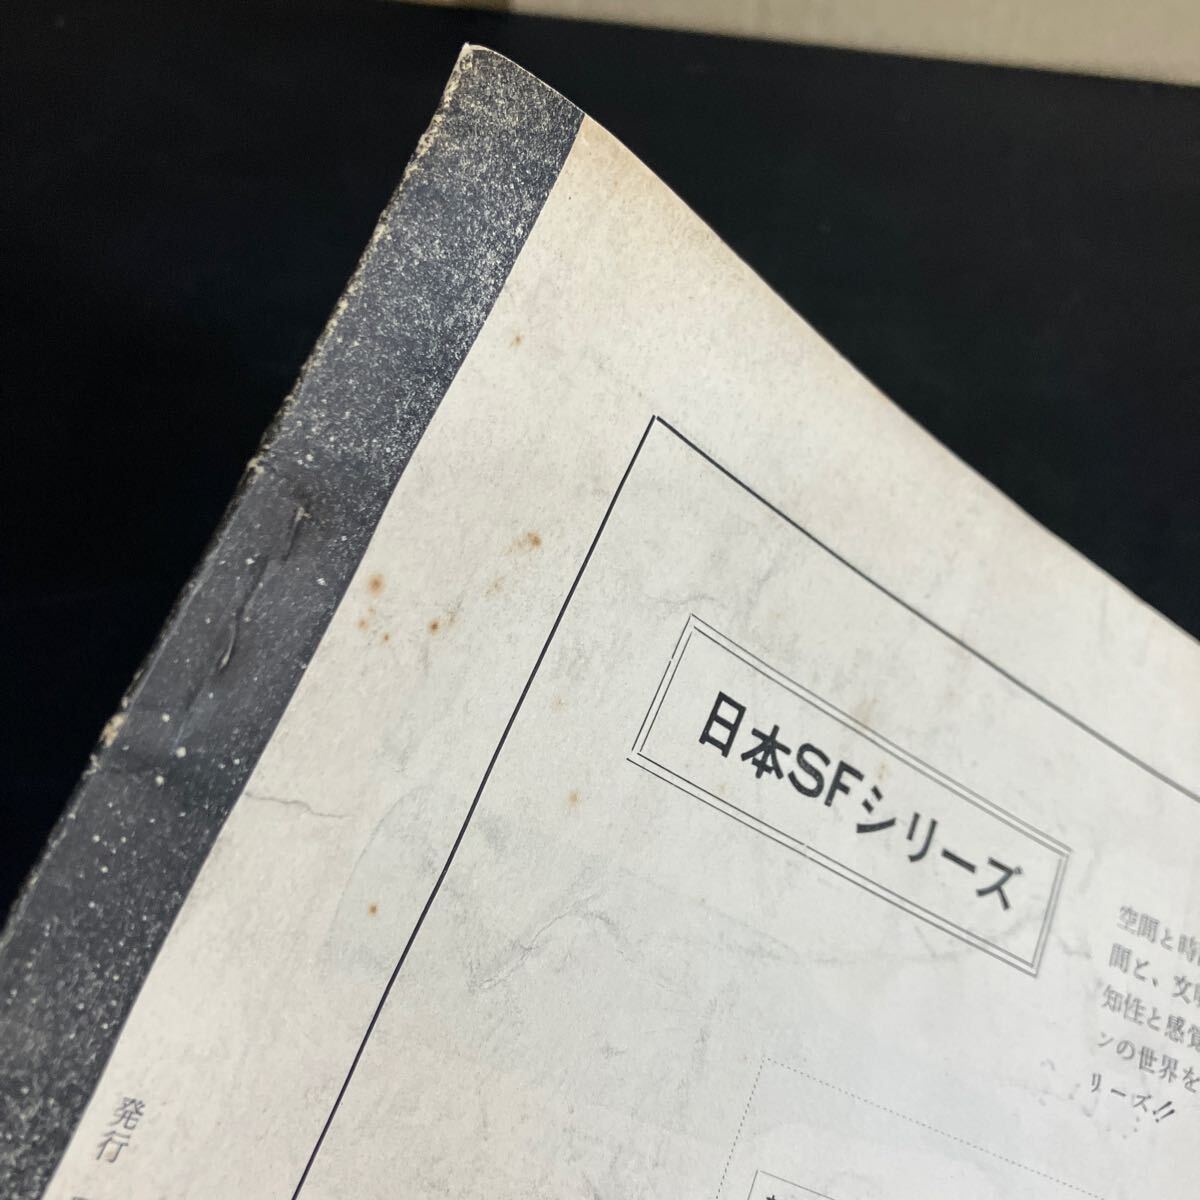 日本SFシリーズ
空間と時
間と、文
知性と感覚
ンの世界を
リーズ!!
発行